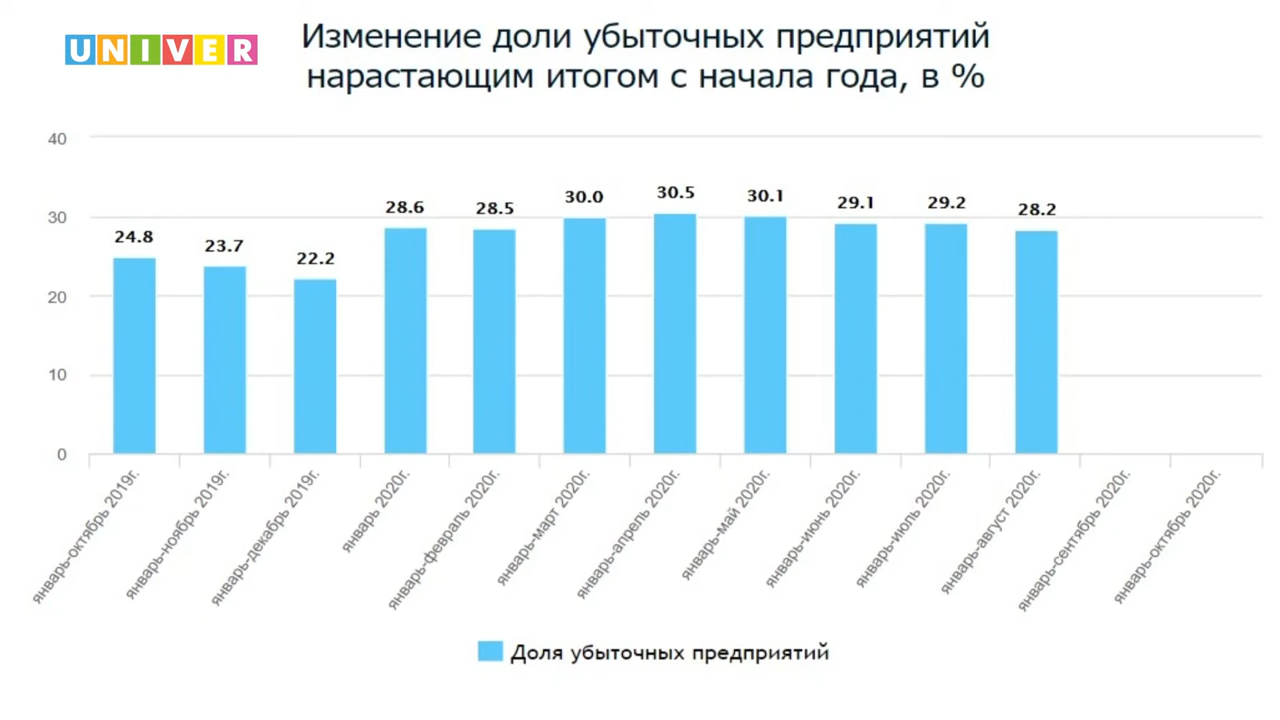 UNIVER
Изменение доли убыточных предприятий
нарастающим итогом с начала года, в %
40
30
20
10
0
24.8
23.7
22.2
28.6
28.5
30.0
30.5
30.1
29.1
29.2
28.2
январь-октябрь 2019г.
январь-ноябрь 2019г.
январь-декабрь 2019г.
январь 2020г.
январь-февраль 2020г.
январь-март 2020г.
январь-апрель 2020г.
январь-май 2020г.
январь-июнь 2020г.
январь-июль 2020г.
январь-август 2020г.
январь-сентябрь 2020г.
январь-октябрь 2020г.
Доля убыточных предприятий